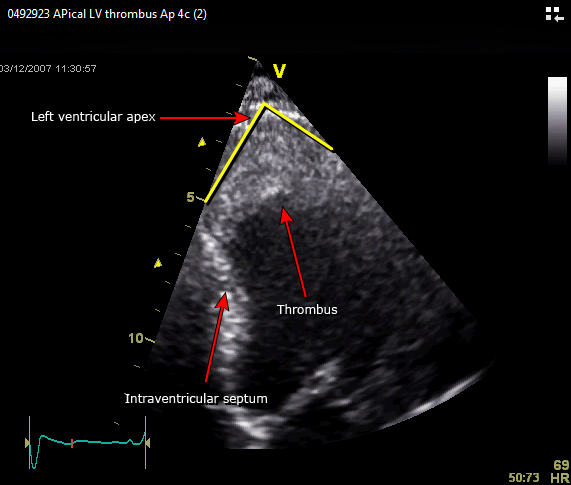 0492923 APical LV thrombus Ap 4c (2)
03/12/2007 11:30:57
V
Left ventricular apex
5
Thrombus
10
Intraventricular septum
69
50:73 HR